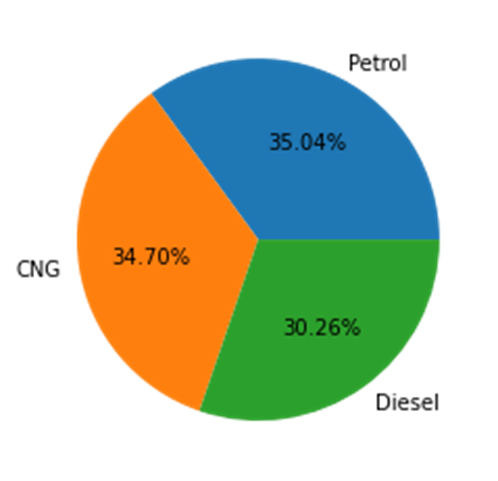 Petrol
35.04%
34.70%
CNG
30.26%
Diesel